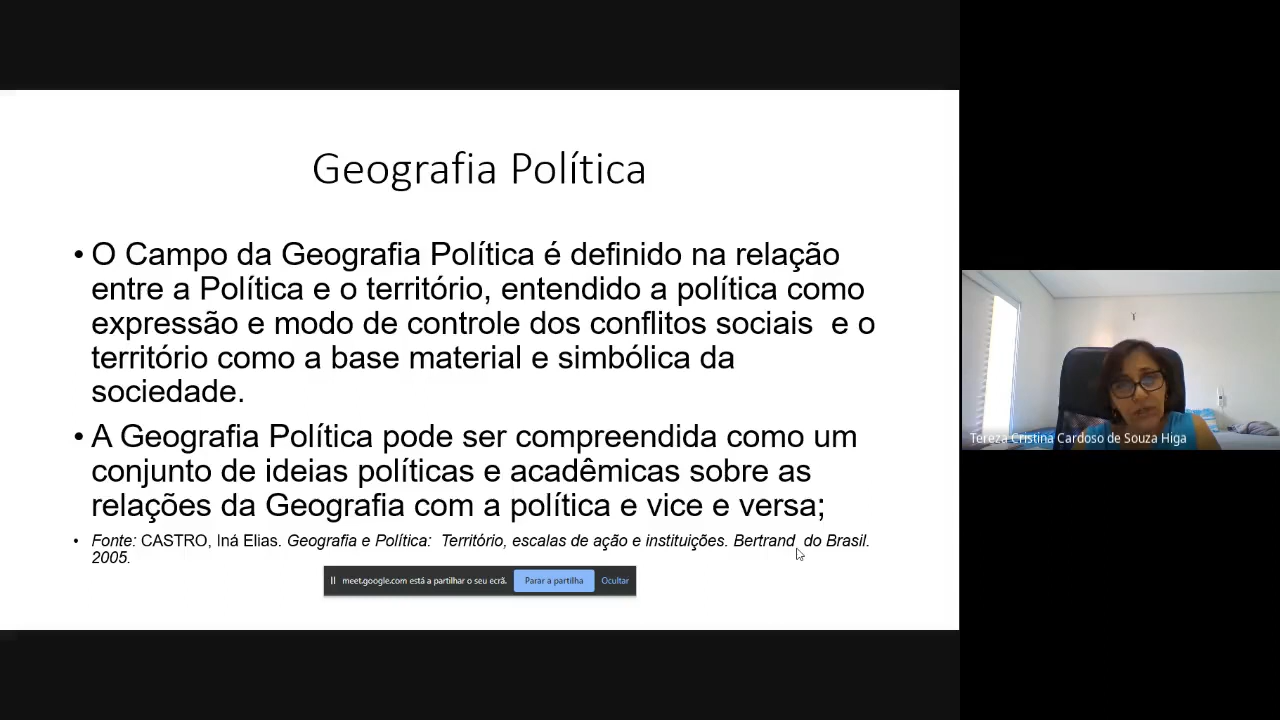 Geografia Política
• O Campo da Geografia Política é definido na relação
entre a Política e o território, entendido a política como
expressão e modo de controle dos conflitos sociais e o
território como a base material e simbólica da
sociedade.
• A Geografia Política pode ser compreendida como um
conjunto de ideias políticas e acadêmicas sobre as
relações da Geografia com a política e vice e versa;
• Fonte: CASTRO, Iná Elias. Geografia e Política: Território, escalas de ação e instituições. Bertrand do Brasil.
2005.
meet.google.com está a partilhar o seu ecrã. Parar a partilha Ocultar
Tereza Cristina Cardoso de Souza Higa